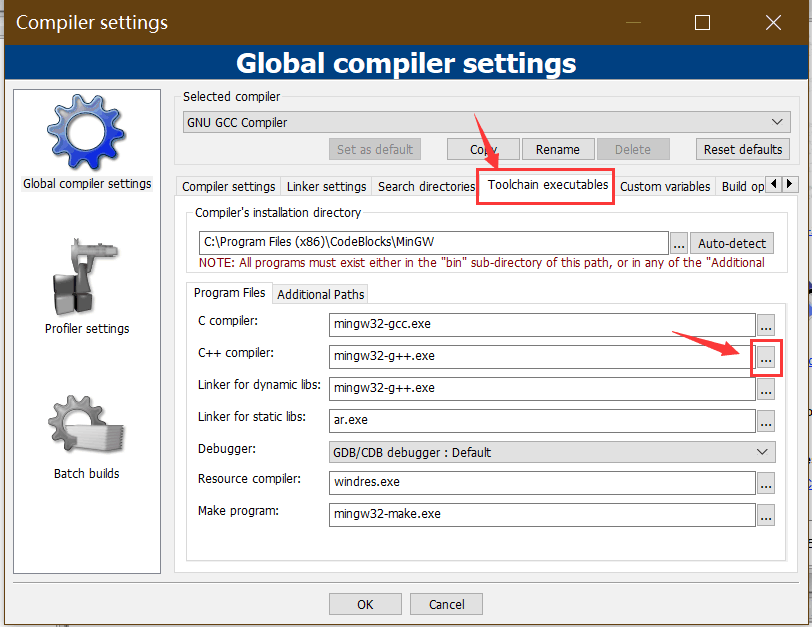 Compiler settings
Global compiler settings
Global compiler settings
Profiler settings
Batch builds
Selected compiler
GNU GCC Compiler
Set as default Copy Rename Delete Reset defaults
Compiler settings Linker settings Search directories Toolchain executables Custom variables Build op
Compiler's installation directory
C:\Program Files (x86)\CodeBlocks\MinGW ... Auto-detect
NOTE: All programs must exist either in the "bin" sub-directory of this path, or in any of the "Additional
Program Files Additional Paths
C compiler: mingw32-gcc.exe ...
C++ compiler: mingw32-g++.exe ...
Linker for dynamic libs: mingw32-g++.exe ...
Linker for static libs: ar.exe ...
Debugger: GDB/CDB debugger : Default
Resource compiler: windres.exe ...
Make program: mingw32-make.exe ...
OK Cancel